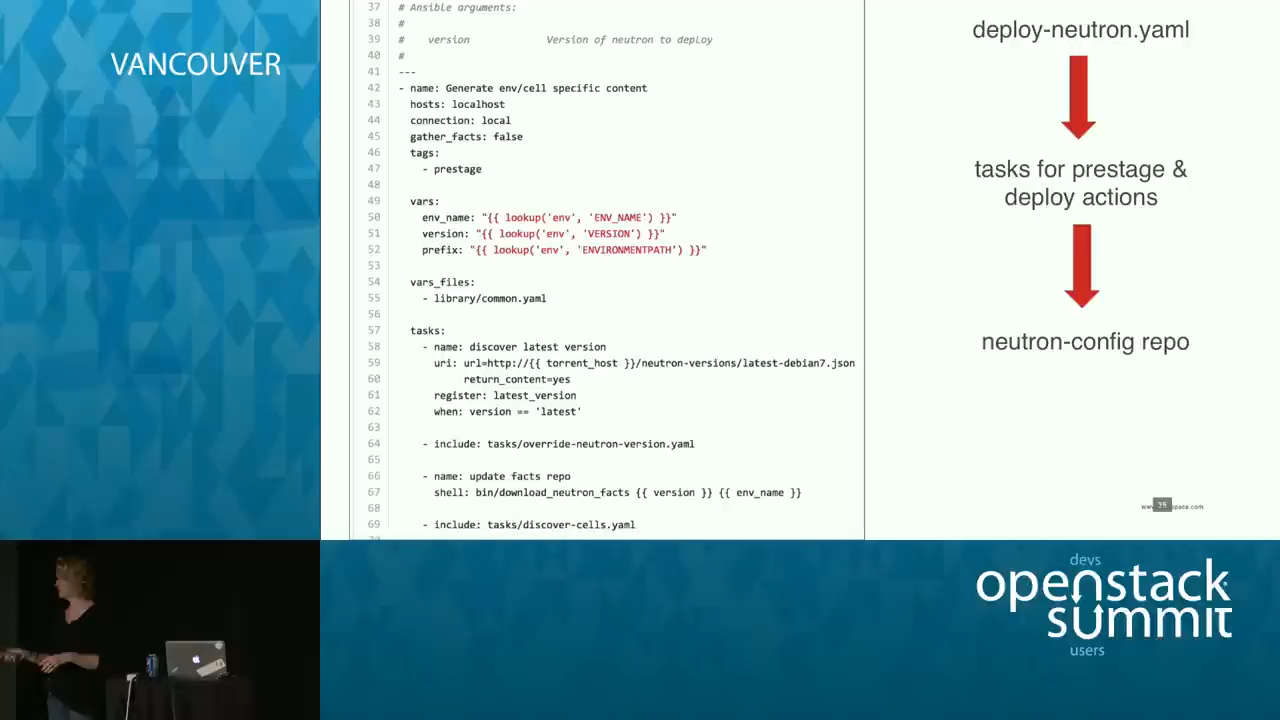 VANCOUVER
37 # Ansible arguments:
38 #
39 #    version             Version of neutron to deploy
40 #
41 ---
42 - name: Generate env/cell specific content
43   hosts: localhost
44   connection: local
45   gather_facts: false
46   tags:
47     - prestage
48
49   vars:
50     env_name: "{{ lookup('env', 'ENV_NAME') }}"
51     version: "{{ lookup('env', 'VERSION') }}"
52     prefix: "{{ lookup('env', 'ENVIRONMENTPATH') }}"
53
54   vars_files:
55     - library/common.yaml
56
57   tasks:
58     - name: discover latest version
59       uri: url=http://{{ torrent_host }}/neutron-versions/latest-debian7.json
60            return_content=yes
61       register: latest_version
62       when: version == 'latest'
63
64     - include: tasks/override-neutron-version.yaml
65
66     - name: update facts repo
67       shell: bin/download_neutron_facts {{ version }} {{ env_name }}
68
69     - include: tasks/discover-cells.yaml
deploy-neutron.yaml
tasks for prestage &
deploy actions
neutron-config repo
devs
openstack
summit
users